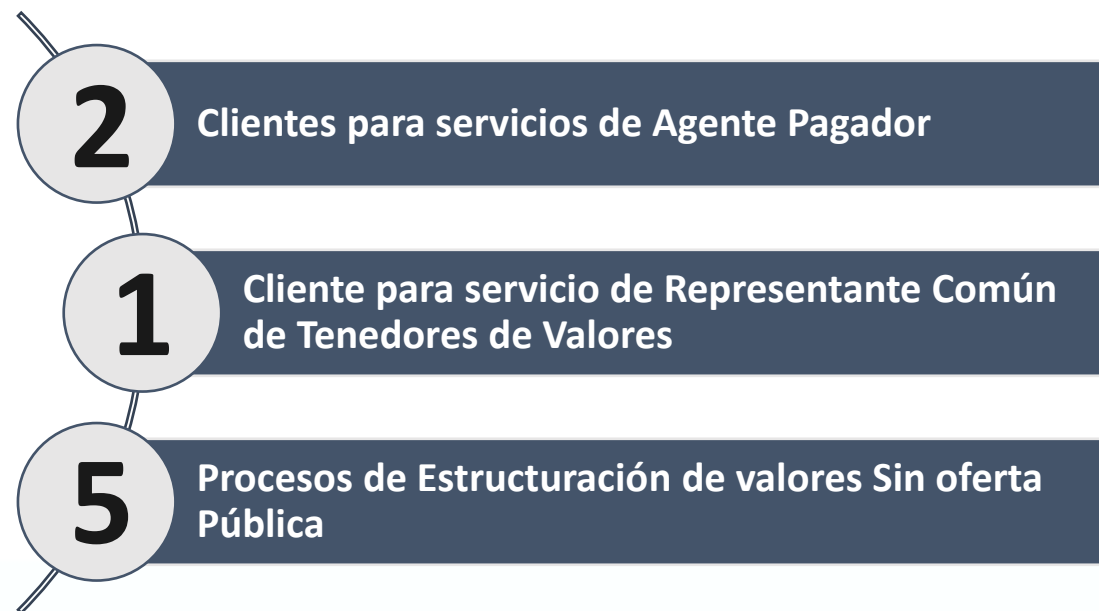 2
Clientes para servicios de Agente Pagador
1
Cliente para servicio de Representante Común
de Tenedores de Valores
5
Procesos de Estructuración de valores Sin oferta
Pública